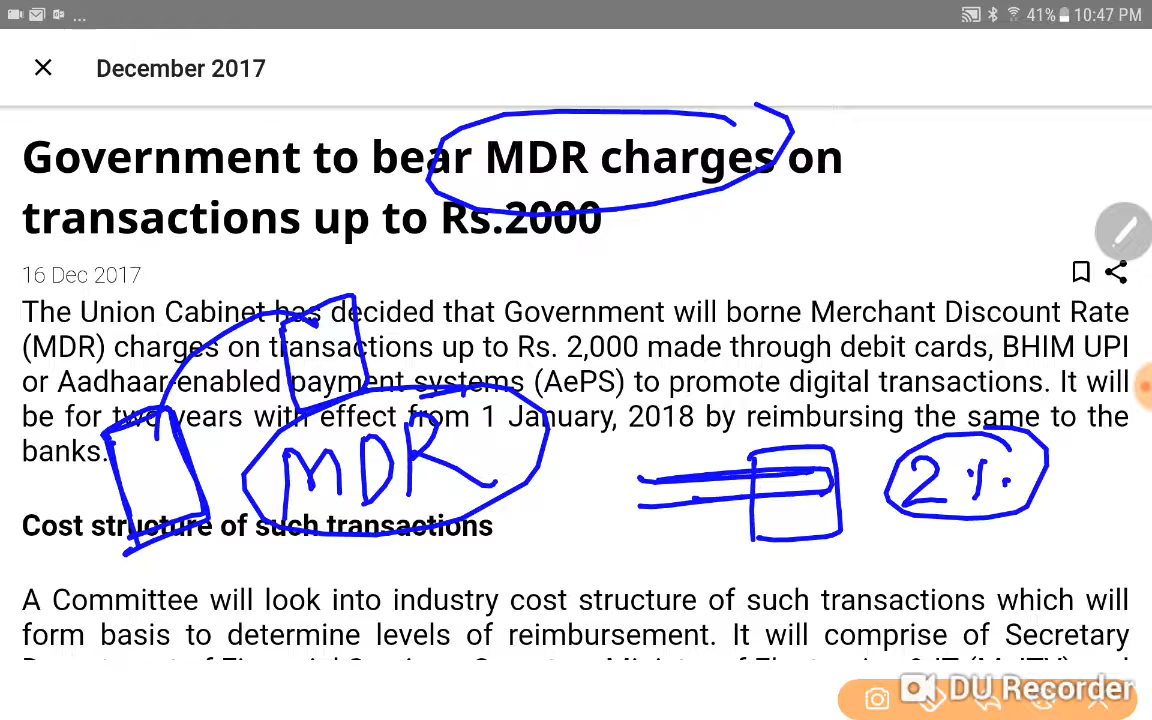 ... 41% 10:47 PM
December 2017
Government to bear MDR charges on
transactions up to Rs.2000
16 Dec 2017
The Union Cabinet has decided that Government will borne Merchant Discount Rate
(MDR) charges on transactions up to Rs. 2,000 made through debit cards, BHIM UPI
or Aadhaar-enabled payment systems (AePS) to promote digital transactions. It will
be for two years with effect from 1 January, 2018 by reimbursing the same to the
banks.
MDR
2%
Cost structure of such transactions
A Committee will look into industry cost structure of such transactions which will
form basis to determine levels of reimbursement. It will comprise of Secretary
DU Recorder